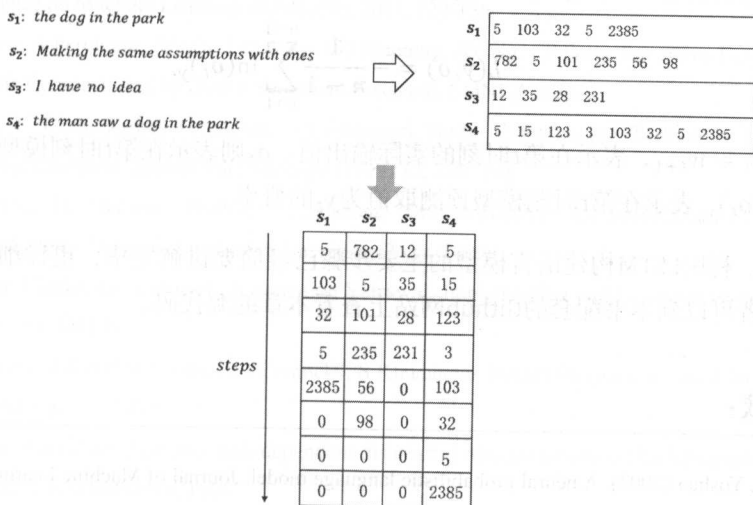 s₁: the dog in the park
s₂: Making the same assumptions with ones
s₃: I have no idea
s₄: the man saw a dog in the park
s₁ 5 103 32 5 2385
s₂ 782 5 101 235 56 98
s₃ 12 35 28 231
s₄ 5 15 123 3 103 32 5 2385
s₁ s₂ s₃ s₄
5 782 12 5
103 5 35 15
32 101 28 123
steps
5 235 231 3
2385 56 0 103
0 98 0 32
0 0 0 5
0 0 0 2385